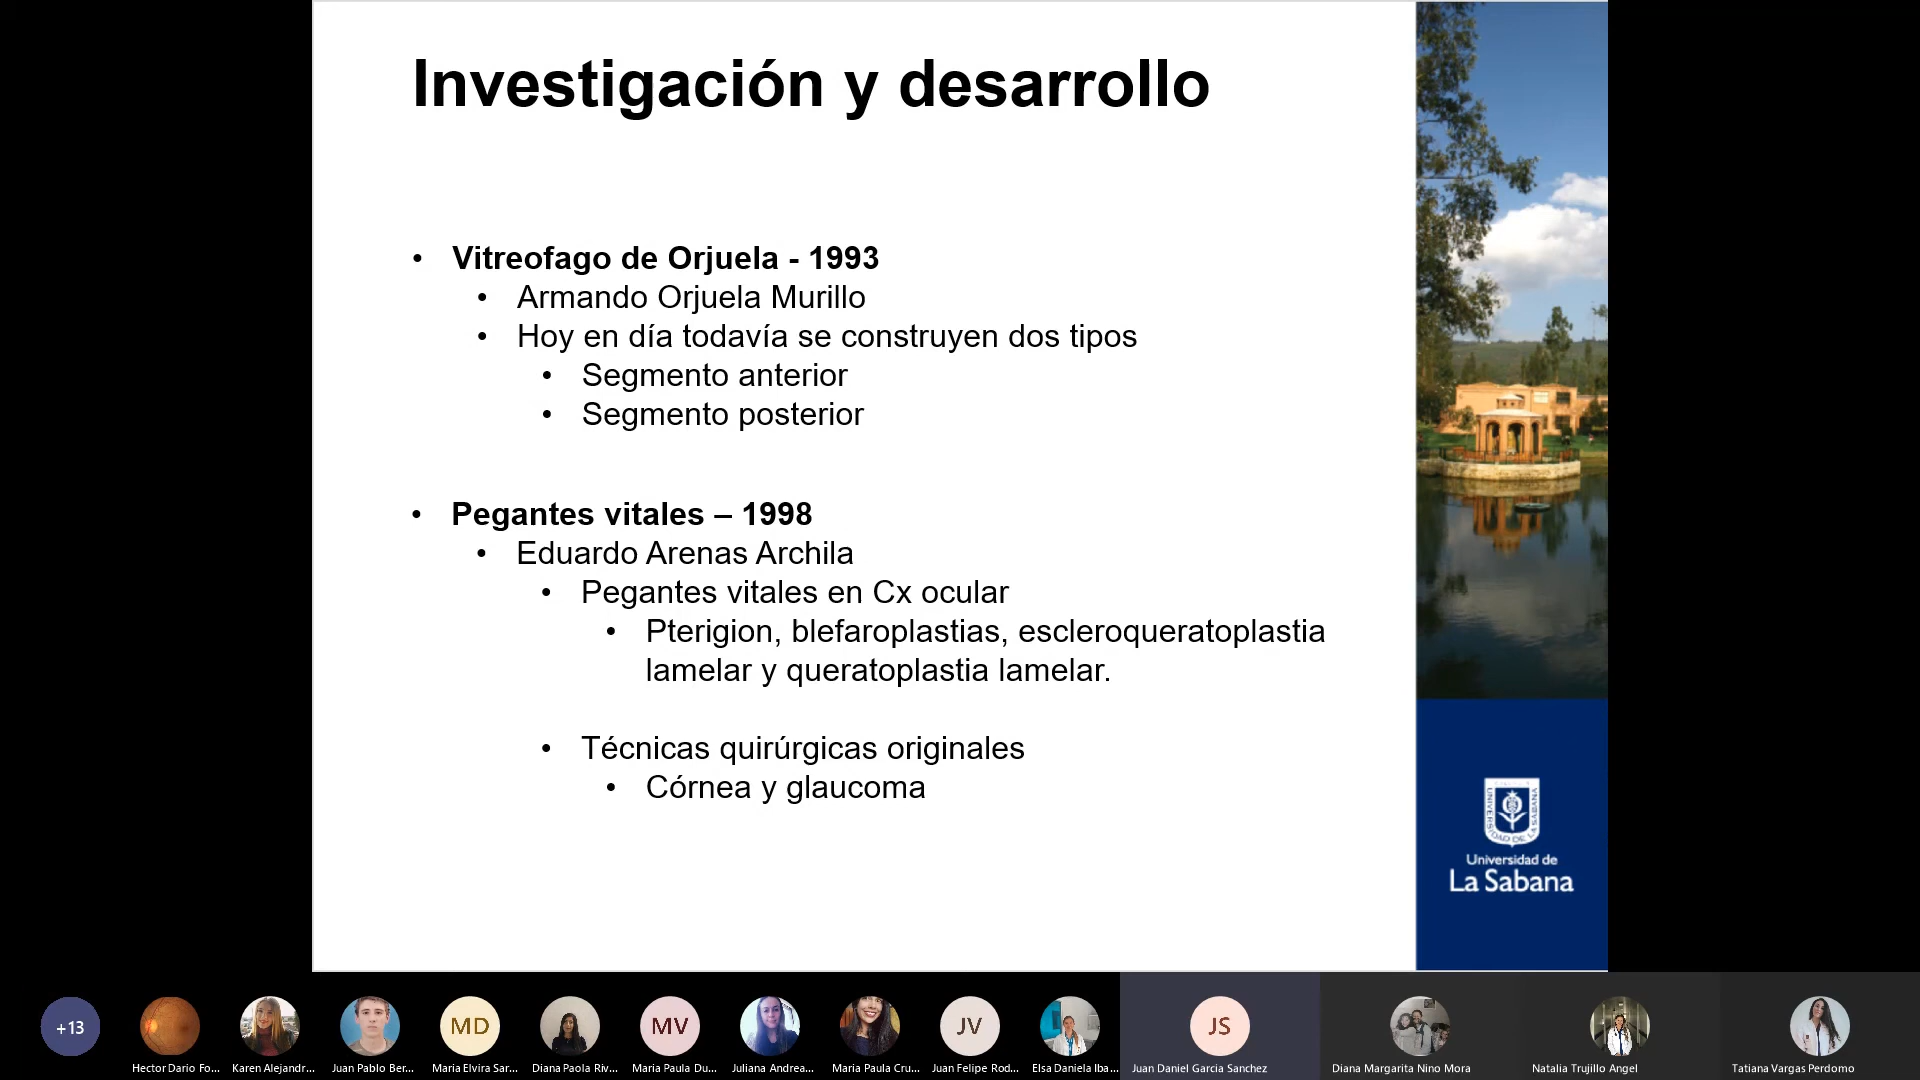 Investigación y desarrollo
• Vitreofago de Orjuela - 1993
• Armando Orjuela Murillo
• Hoy en día todavía se construyen dos tipos
• Segmento anterior
• Segmento posterior
• Pegantes vitales – 1998
• Eduardo Arenas Archila
• Pegantes vitales en Cx ocular
• Pterigion, blefaroplastias, escleroqueratoplastia
lamelar y queratoplastia lamelar.
• Técnicas quirúrgicas originales
• Córnea y glaucoma
UNIVERSIDAD DE LA SABANA
Universidad de
La Sabana
+13
MD
MV
JV
JS
Hector Dario Fo...
Karen Alejandr...
Juan Pablo Ber...
Maria Elvira Sar...
Diana Paola Riv...
Maria Paula Du...
Juliana Andrea...
Maria Paula Cru...
Juan Felipe Rod...
Elsa Daniela Iba...
Juan Daniel Garcia Sanchez
Diana Margarita Nino Mora
Natalia Trujillo Angel
Tatiana Vargas Perdomo